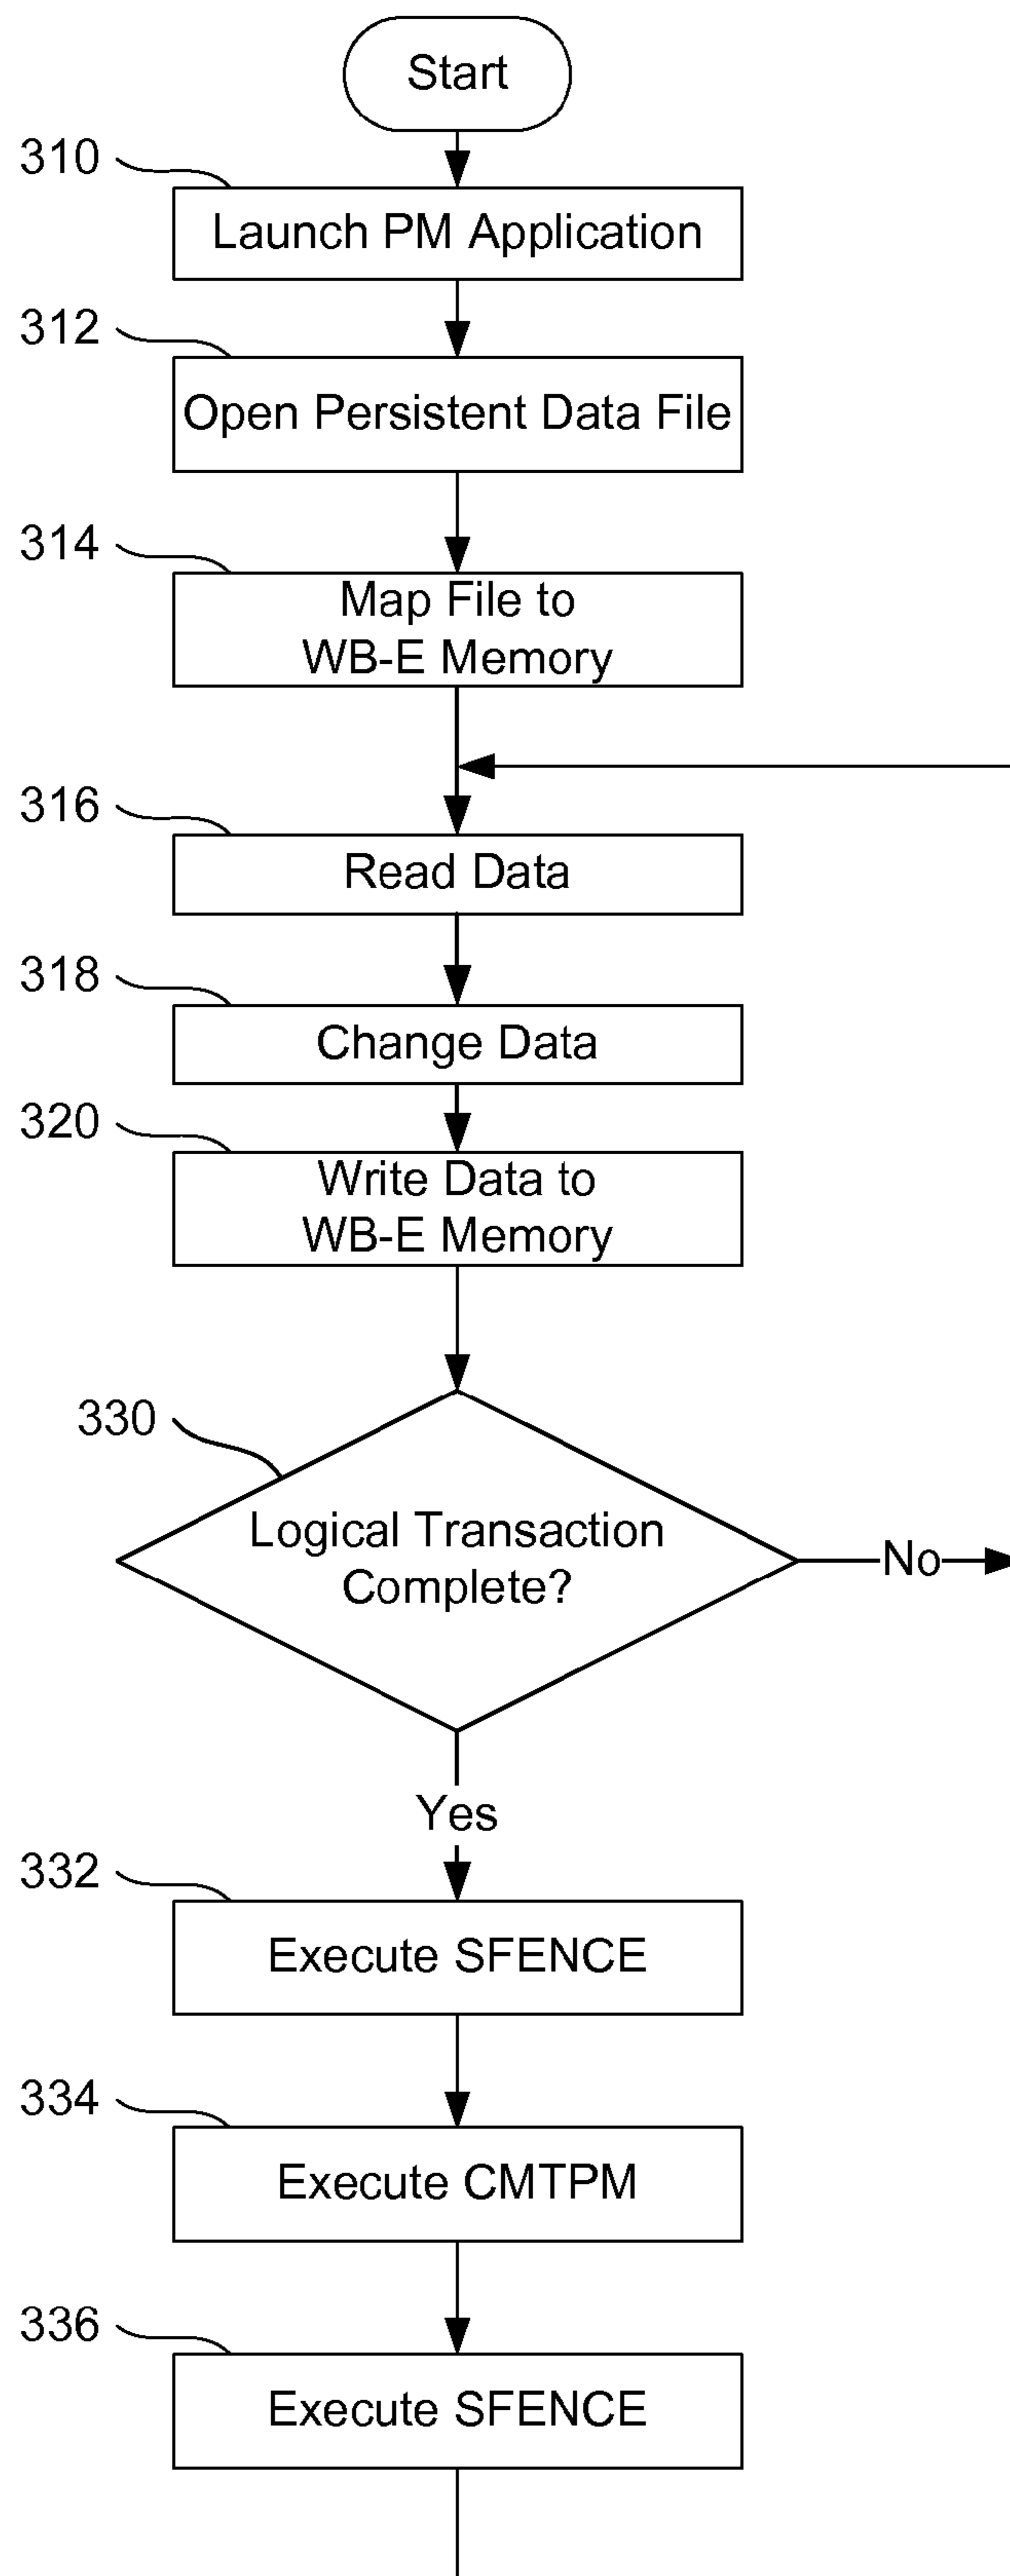 Start
310
Launch PM Application
312
Open Persistent Data File
314
Map File to
WB-E Memory
316
Read Data
318
Change Data
320
Write Data to
WB-E Memory
330
Logical Transaction
Complete?
No
Yes
332
Execute SFENCE
334
Execute CMTPM
336
Execute SFENCE